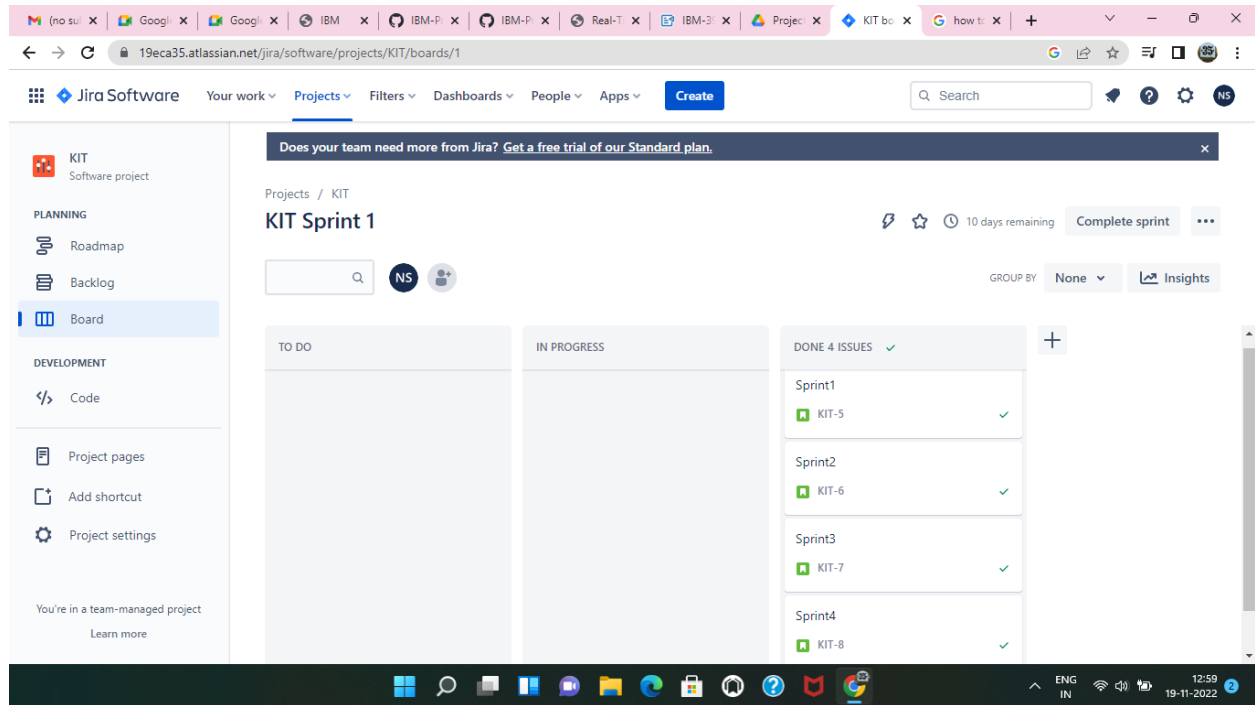 (no su
Googl
Googl
IBM
IBM-P
IBM-P
Real-T
IBM-3
Projec
KIT bo
how to
19eca35.atlassian.net/jira/software/projects/KIT/boards/1
35
Jira Software
Your work
Projects
Filters
Dashboards
People
Apps
Create
Search
NS
KIT
Software project
Does your team need more from Jira? Get a free trial of our Standard plan.
Projects / KIT
KIT Sprint 1
10 days remaining
Complete sprint
PLANNING
Roadmap
Backlog
Board
NS
GROUP BY
None
Insights
DEVELOPMENT
Code
TO DO
IN PROGRESS
DONE 4 ISSUES
Sprint1
KIT-5
Sprint2
KIT-6
Sprint3
KIT-7
Sprint4
KIT-8
Project pages
Add shortcut
Project settings
You're in a team-managed project
Learn more
ENG
IN
12:59
19-11-2022
2